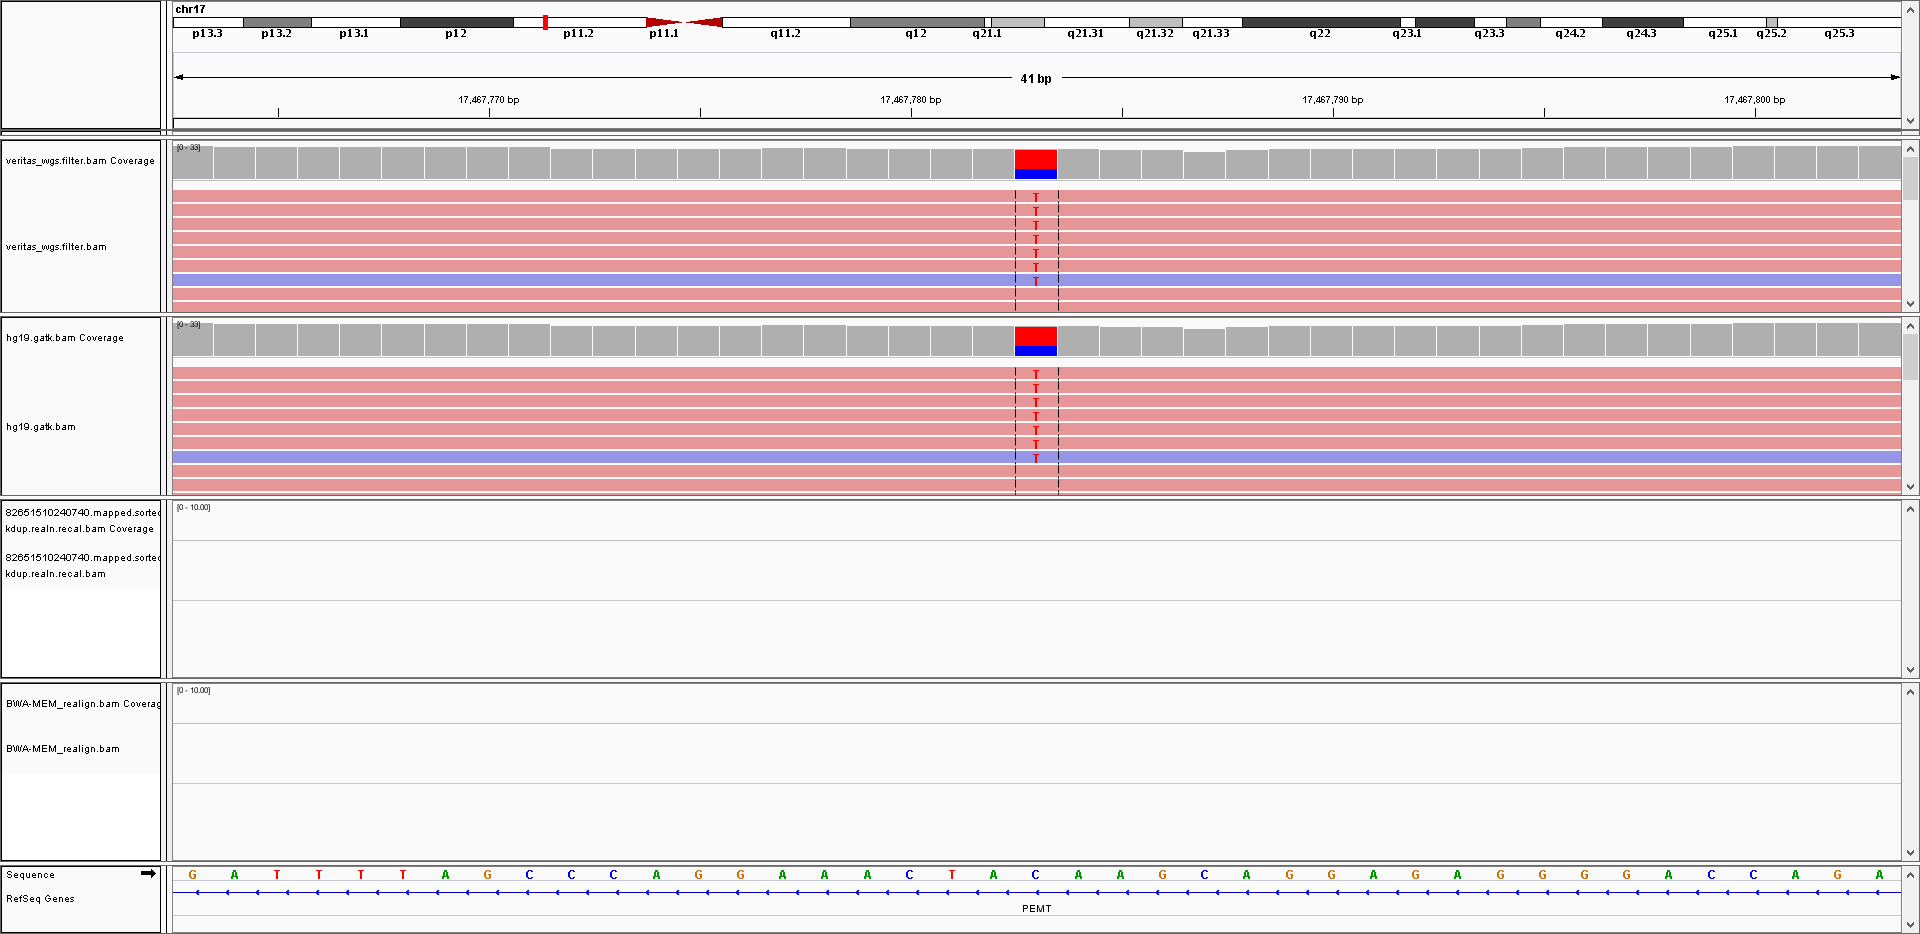 chr17
p13.3 p13.2 p13.1 p12 p11.2 p11.1 q11.2 q12 q21.1 q21.31 q21.32 q21.33 q22 q23.1 q23.3 q24.2 q24.3 q25.1 q25.2 q25.3
41 bp
17,467,770 bp 17,467,780 bp 17,467,790 bp 17,467,800 bp
[0 - 33]
veritas_wgs.filter.bam Coverage
T
T
T
T
T
T
T
veritas_wgs.filter.bam
[0 - 33]
hg19.gatk.bam Coverage
T
T
T
T
T
T
T
hg19.gatk.bam
[0 - 10.00]
82651510240740.mapped.sorted
kdup.realn.recal.bam Coverage
82651510240740.mapped.sorted
kdup.realn.recal.bam
[0 - 10.00]
BWA-MEM_realign.bam Coverag
BWA-MEM_realign.bam
Sequence G A T T T T A G C C C A G G A A A C T A C A A G C A G G A G A G G G G A C C A G A
RefSeq Genes
PEMT